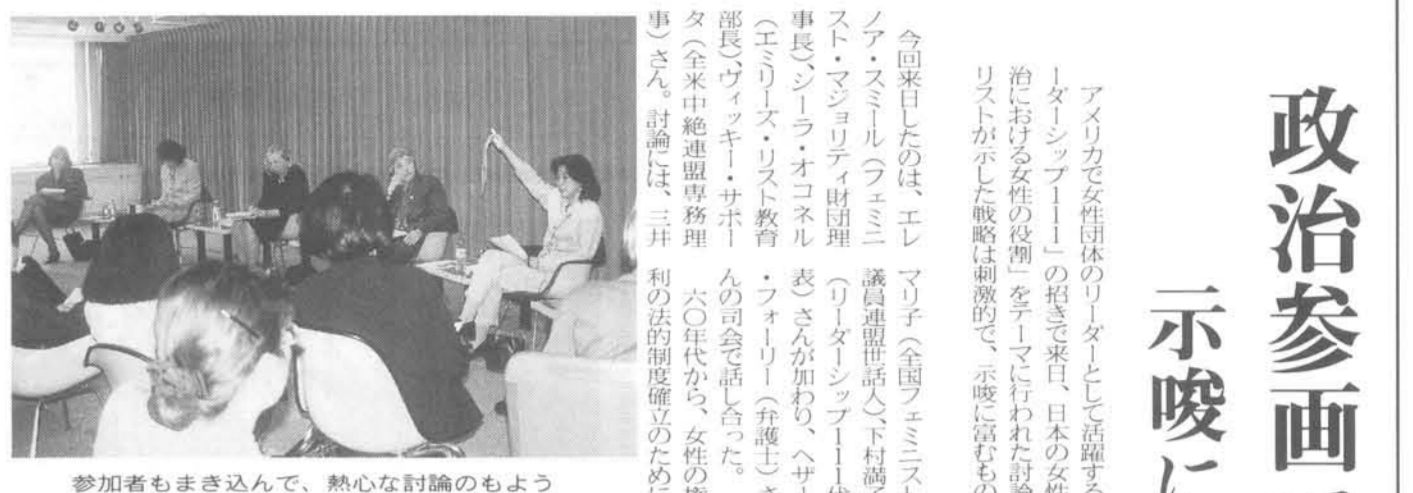 政治参画
示唆に
アメリカで女性団体のリーダーとして活躍する
ーダーシップ111」の招きで来日、日本の女性
治における女性の役割」をテーマに行われた討論
リストが示した戦略は刺激的で、示唆に富むもの
今回来日したのは、エレ
ノア・スミール（フェミニ
スト・マジョリティ財団理
事長）、シーラ・オコネル
（エミリーズ・リスト教育
部長）、ヴィッキー・サポー
タ（全米中絶連盟専務理
事）さん。討論には、三井
マリ子（全国フェミニスト
議員連盟世話人）、下村満子
（リーダーシップ111代
表）さんが加わり、ヘザー
・フォーリー（弁護士）さ
んの司会で話し合った。
六〇年代から、女性の権
利の法的制度確立のために
参加者もまき込んで、熱心な討論のもよう